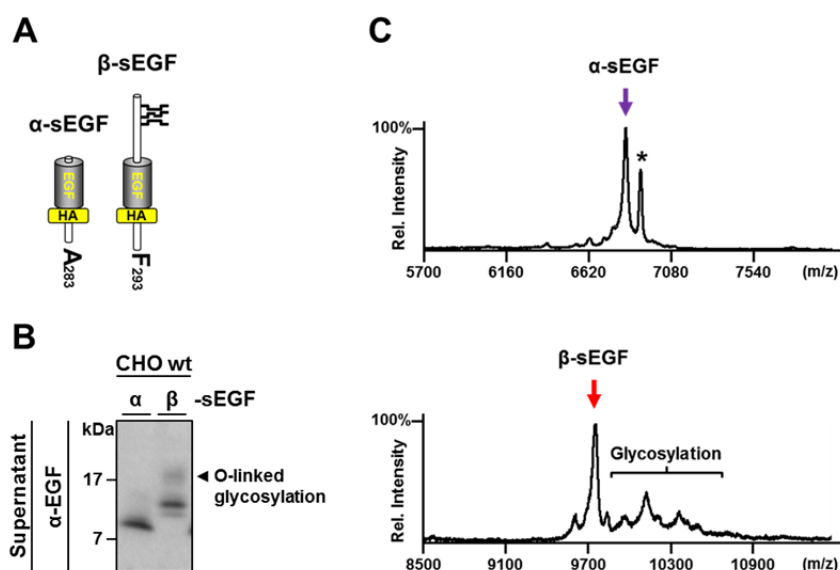 A
β-sEGF
α-sEGF
EGF
EGF
HA
HA
A283
F293
B
CHO wt
α β -sEGF
kDa
17
7
O-linked
glycosylation
Supernatant
α-EGF
C
α-sEGF
*
100%
Rel. Intensity
5700 6160 6620 7080 7540 (m/z)
β-sEGF
100%
Glycosylation
Rel. Intensity
8500 9100 9700 10300 10900 (m/z)